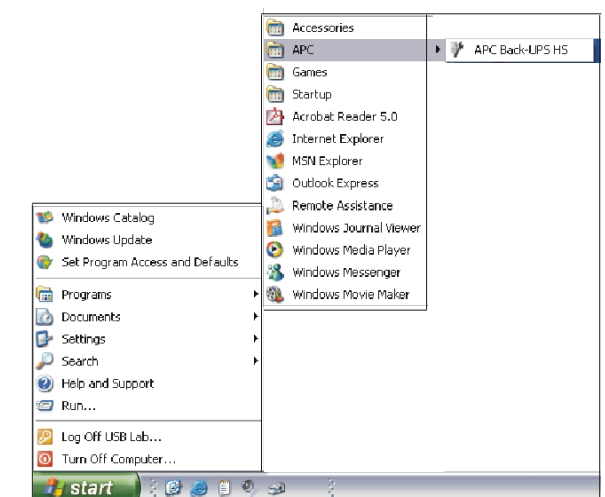 Accessories
APC
APC Back-UPS HS
Games
Startup
Acrobat Reader 5.0
Internet Explorer
MSN Explorer
Outlook Express
Remote Assistance
Windows Journal Viewer
Windows Media Player
Windows Messenger
Windows Movie Maker
Windows Catalog
Windows Update
Set Program Access and Defaults
Programs
Documents
Settings
Search
Help and Support
Run...
Log Off USB Lab...
Turn Off Computer...
start